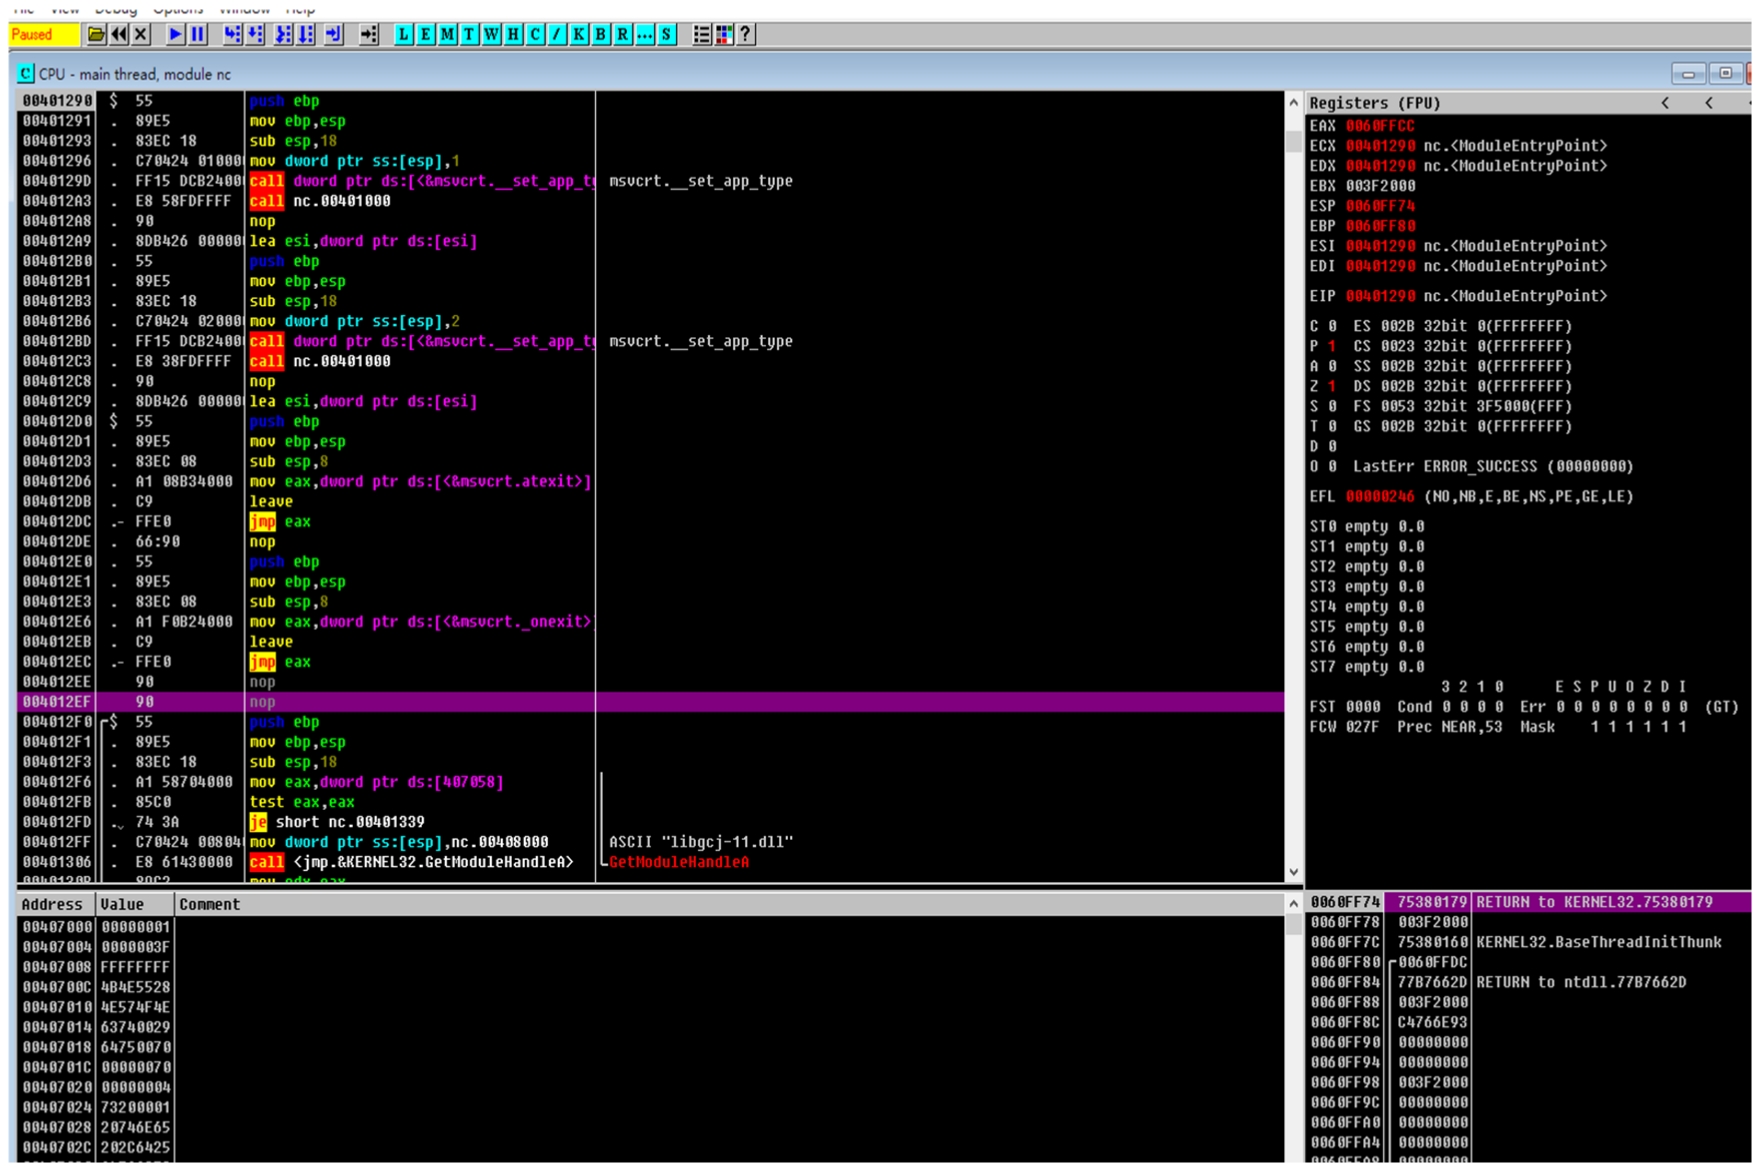 Paused L E M T W H C / K B R ... S ?
C CPU - main thread, module nc
00401290 $ 55 push ebp
00401291 . 89E5 mov ebp,esp
00401293 . 83EC 18 sub esp,18
00401296 . C70424 01000 mov dword ptr ss:[esp],1
0040129D . FF15 DCB2400 call dword ptr ds:[<&msvcrt.__set_app_ty msvcrt.__set_app_type
004012A3 . E8 58FDFFFF call nc.00401000
004012A8 . 90 nop
004012A9 . 8DB426 00000 lea esi,dword ptr ds:[esi]
004012B0 . 55 push ebp
004012B1 . 89E5 mov ebp,esp
004012B3 . 83EC 18 sub esp,18
004012B6 . C70424 02000 mov dword ptr ss:[esp],2
004012BD . FF15 DCB2400 call dword ptr ds:[<&msvcrt.__set_app_ty msvcrt.__set_app_type
004012C3 . E8 38FDFFFF call nc.00401000
004012C8 . 90 nop
004012C9 . 8DB426 00000 lea esi,dword ptr ds:[esi]
004012D0 $ 55 push ebp
004012D1 . 89E5 mov ebp,esp
004012D3 . 83EC 08 sub esp,8
004012D6 . A1 08B34000 mov eax,dword ptr ds:[<&msvcrt.atexit>]
004012DB . C9 leave
004012DC .- FFE0 jmp eax
004012DE . 66:90 nop
004012E0 . 55 push ebp
004012E1 . 89E5 mov ebp,esp
004012E3 . 83EC 08 sub esp,8
004012E6 . A1 F0B24000 mov eax,dword ptr ds:[<&msvcrt._onexit>
004012EB . C9 leave
004012EC .- FFE0 jmp eax
004012EE 90 nop
004012EF 90 nop
004012F0 $ 55 push ebp
004012F1 . 89E5 mov ebp,esp
004012F3 . 83EC 18 sub esp,18
004012F6 . A1 58704000 mov eax,dword ptr ds:[407058]
004012FB . 85C0 test eax,eax
004012FD . 74 3A je short nc.00401339
004012FF . C70424 00804 mov dword ptr ss:[esp],nc.00408000 ASCII "libgcj-11.dll"
00401306 . E8 61430000 call <jmp.&KERNEL32.GetModuleHandleA> GetModuleHandleA
Registers (FPU) < <
EAX 0060FFCC
ECX 00401290 nc.<ModuleEntryPoint>
EDX 00401290 nc.<ModuleEntryPoint>
EBX 003F2000
ESP 0060FF74
EBP 0060FF80
ESI 00401290 nc.<ModuleEntryPoint>
EDI 00401290 nc.<ModuleEntryPoint>
EIP 00401290 nc.<ModuleEntryPoint>
C 0 ES 002B 32bit 0(FFFFFFFF)
P 1 CS 0023 32bit 0(FFFFFFFF)
A 0 SS 002B 32bit 0(FFFFFFFF)
Z 1 DS 002B 32bit 0(FFFFFFFF)
S 0 FS 0053 32bit 3F5000(FFF)
T 0 GS 002B 32bit 0(FFFFFFFF)
D 0
O 0 LastErr ERROR_SUCCESS (00000000)
EFL 00000246 (NO,NB,E,BE,NS,PE,GE,LE)
ST0 empty 0.0
ST1 empty 0.0
ST2 empty 0.0
ST3 empty 0.0
ST4 empty 0.0
ST5 empty 0.0
ST6 empty 0.0
ST7 empty 0.0
3 2 1 0 E S P U O Z D I
FST 0000 Cond 0 0 0 0 Err 0 0 0 0 0 0 0 0 (GT)
FCW 027F Prec NEAR,53 Mask 1 1 1 1 1 1
Address Value Comment
00407000 00000001
00407004 0000003F
00407008 FFFFFFFF
0040700C 4B4E5528
00407010 4E574F4E
00407014 63740029
00407018 64750070
0040701C 00000070
00407020 00000004
00407024 73200001
00407028 20746E65
0040702C 202C6425
0060FF74 75380179 RETURN to KERNEL32.75380179
0060FF78 003F2000
0060FF7C 75380160 KERNEL32.BaseThreadInitThunk
0060FF80 0060FFDC
0060FF84 77B7662D RETURN to ntdll.77B7662D
0060FF88 003F2000
0060FF8C C4766E93
0060FF90 00000000
0060FF94 00000000
0060FF98 003F2000
0060FF9C 00000000
0060FFA0 00000000
0060FFA4 00000000